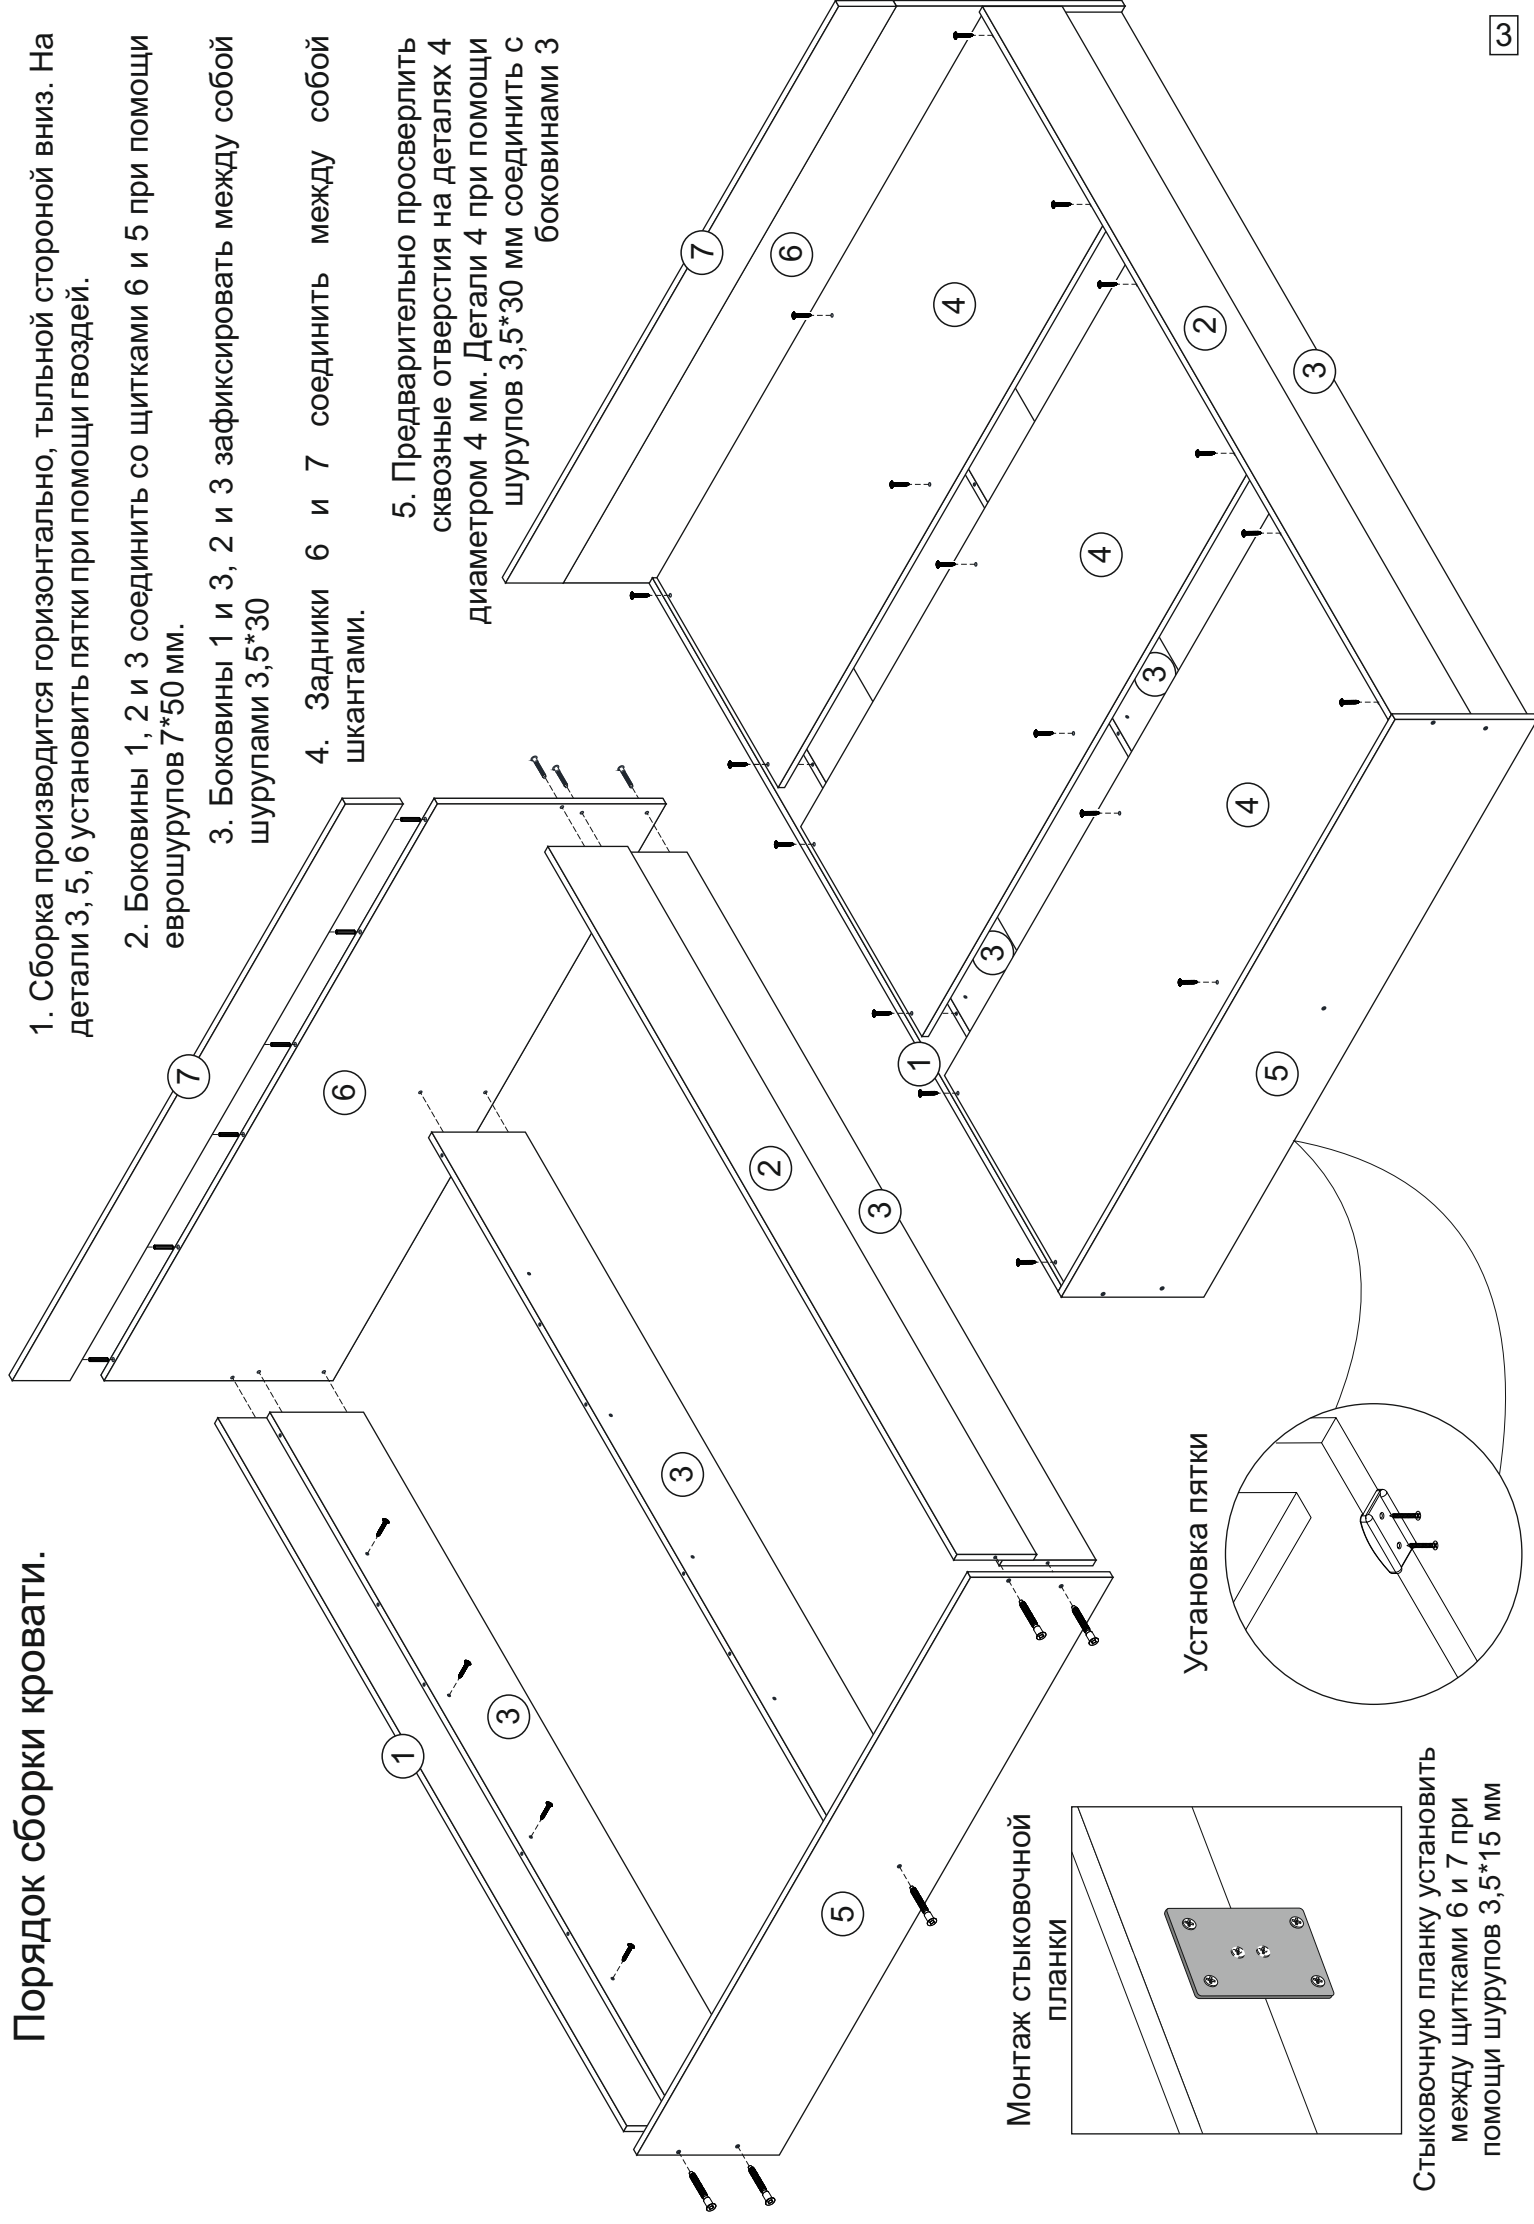 Порядок сборки кровати.
1. Сборка производится горизонтально, тыльной стороной вниз. На
детали 3, 5, 6 установить пятки при помощи гвоздей.
2. Боковины 1, 2 и 3 соединить со щитками 6 и 5 при помощи
еврошурупов 7*50 мм.
3. Боковины 1 и 3, 2 и 3 зафиксировать между собой
шурупами 3,5*30
4. Задники 6 и 7 соединить между собой
шкантами.
5. Предварительно просверлить
сквозные отверстия на деталях 4
диаметром 4 мм. Детали 4 при помощи
шурупов 3,5*30 мм соединить с
боковинами 3
7
6
1
3
3
2
3
5
7
6
4
4
4
2
3
3
3
1
5
Монтаж стыковочной
планки
Стыковочную планку установить
между щитками 6 и 7 при
помощи шурупов 3,5*15 мм
Установка пятки
3